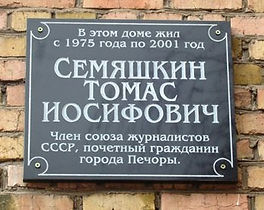 В этом доме жил
с 1975 года по 2001 год
СЕМЯШКИН
ТОМАС
ИОСИФОВИЧ
Член союза журналистов
СССР, почетный гражданин
города Печоры.